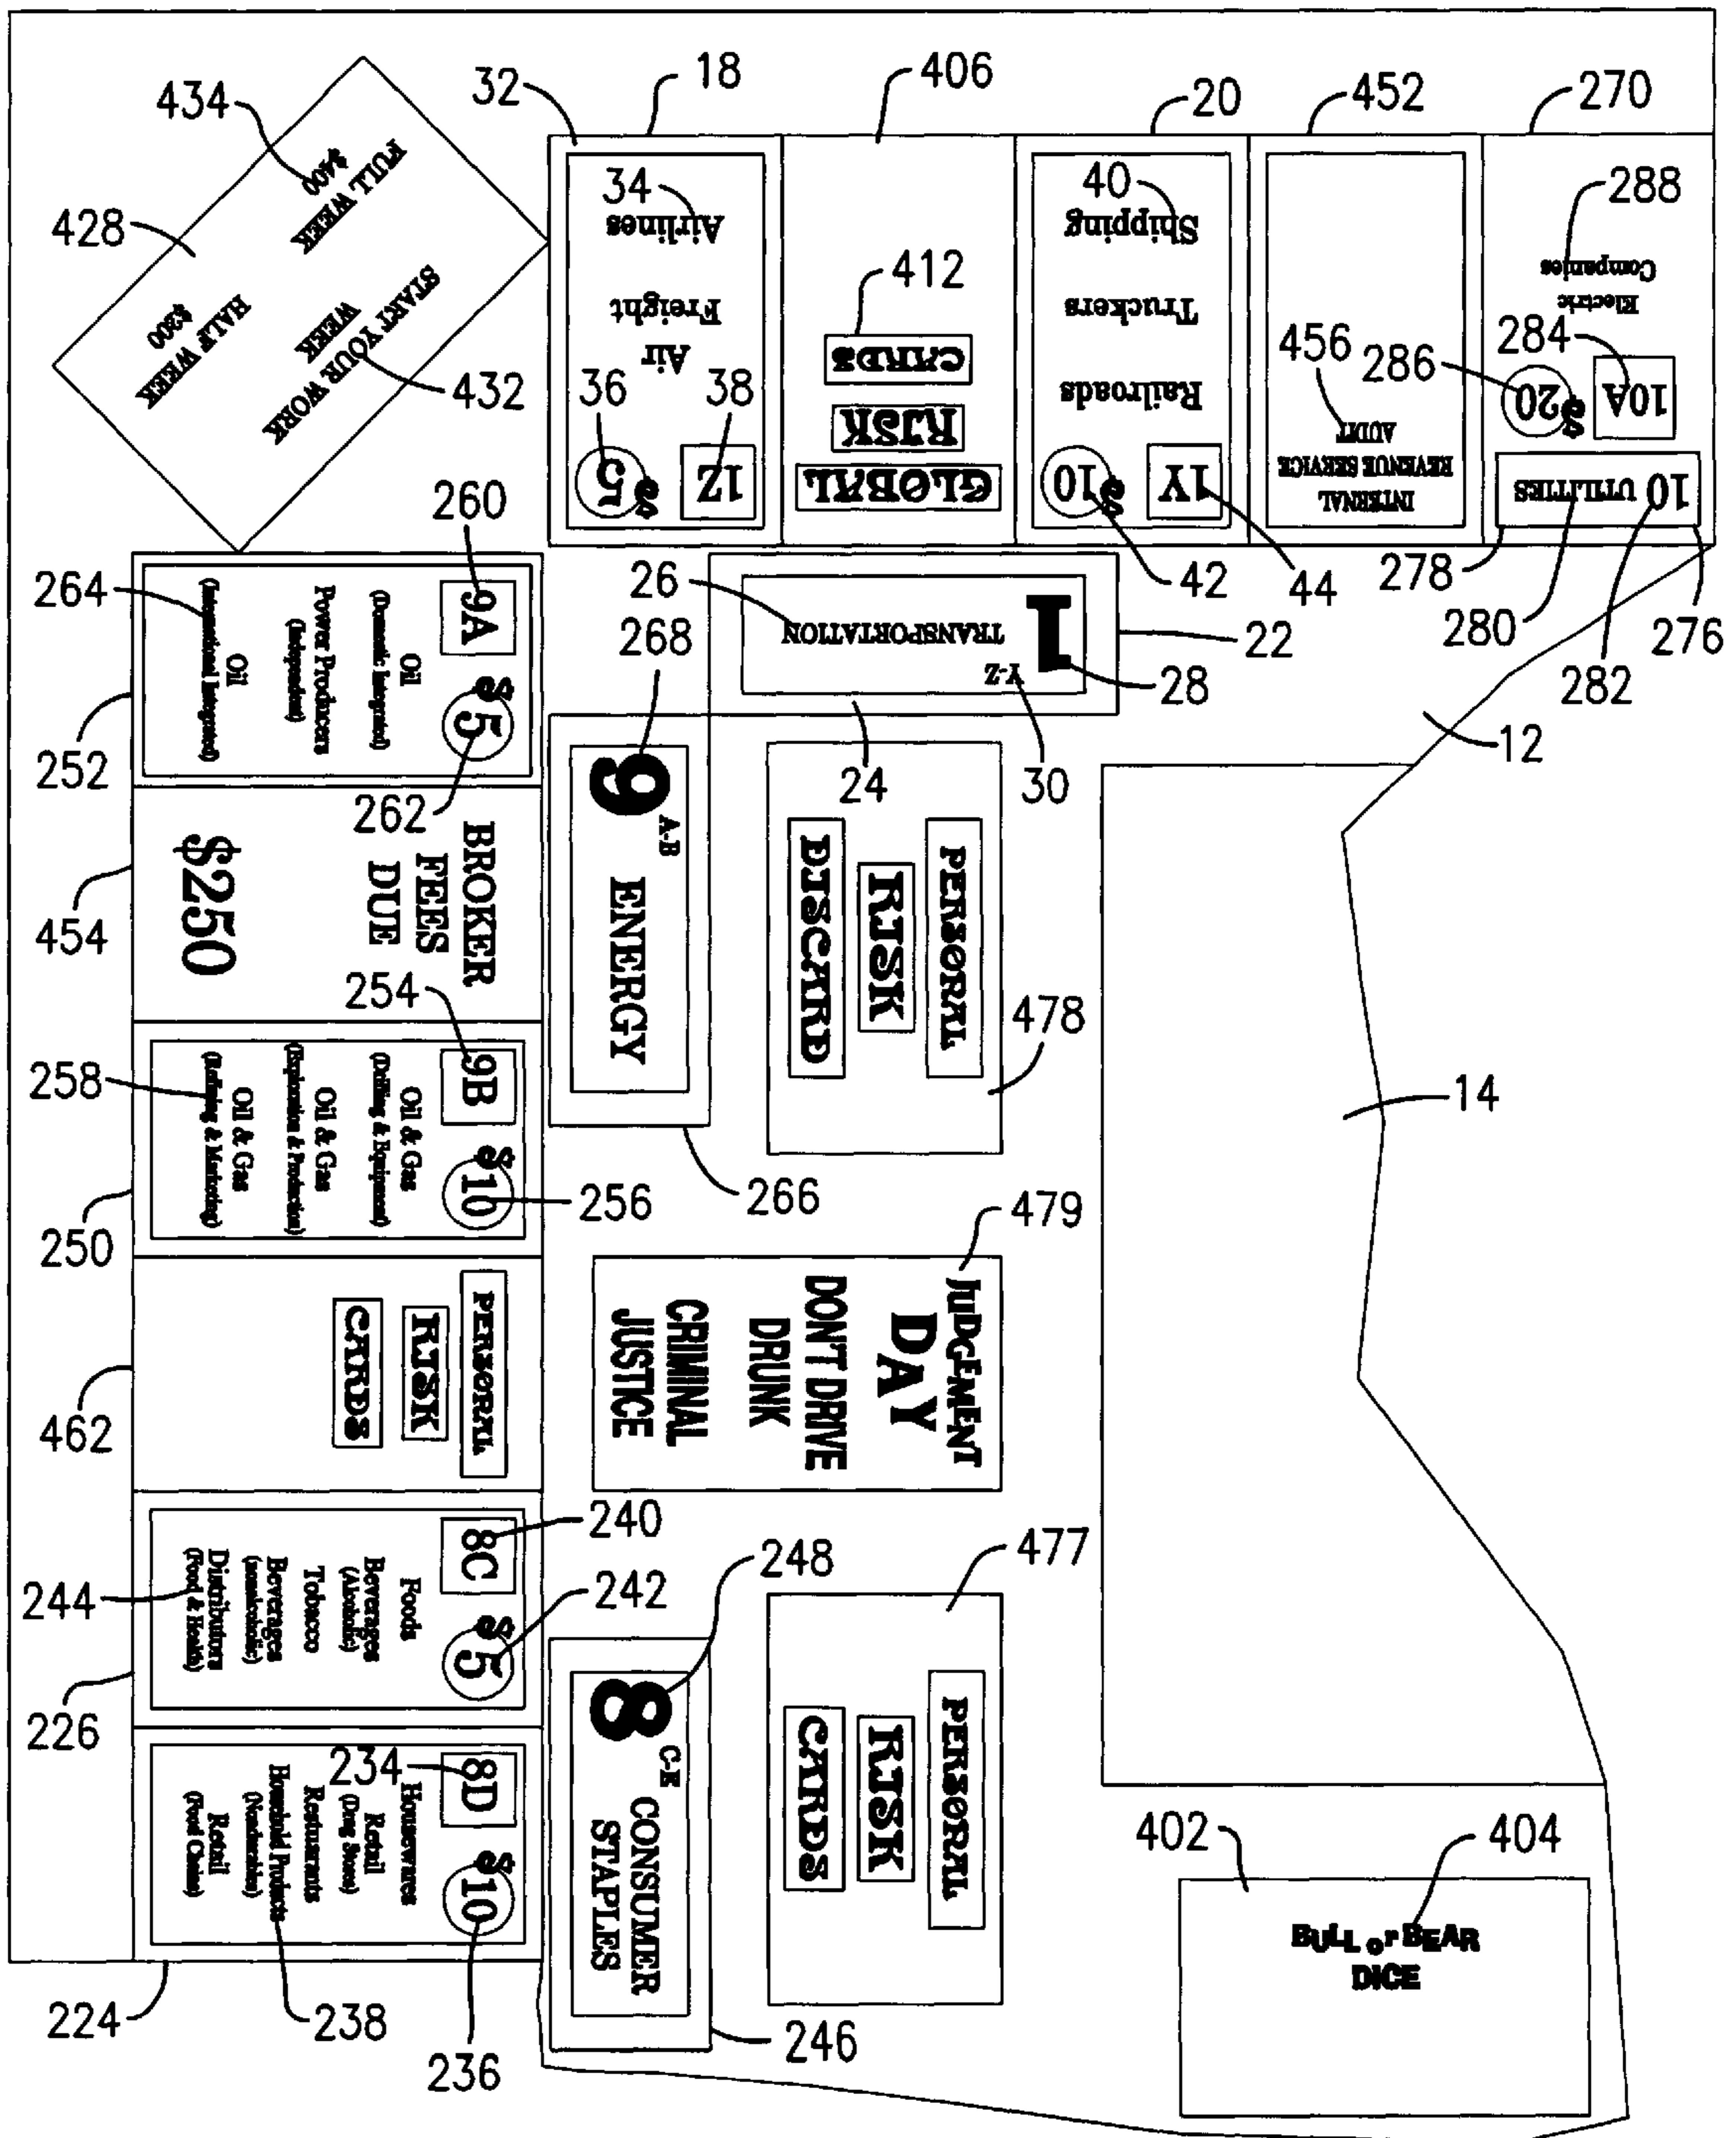 434
FULL WEEK
$400
428
START YOUR WORK
WEEK
432
HALF WEEK
$200
32
18
34
Airlines
Freight
Air
36
$5
38
1Z
406
412
GLOBAL
RISK
CARDS
20
40
Shipping
Truckers
Railroads
$10
1Y
42
44
452
456
INTERNAL
REVENUE SERVICE
AUDIT
270
288
Electric
Companies
284
286
10A
$20
10 UTILITIES
278
280
282
276
26
1
TRANSPORTATION
Y-Z
22
28
24
30
12
14
260
264
9A
$5
Oil
(Domestic Integrated)
Power Producers
(Independent)
Oil
(International Integrated)
252
262
BROKER
FEES
DUE
$250
454
254
258
9B
$10
Oil & Gas
(Drilling & Equipment)
Oil & Gas
(Exploration & Production)
Oil & Gas
(Refining & Marketing)
250
256
268
9
A-B
ENERGY
266
PERSONAL
RISK
DISCARD
478
479
JUDGEMENT
DAY
DON'T DRIVE
DRUNK
CRIMINAL
JUSTICE
PERSONAL
RISK
CARDS
462
240
8C
$5
242
Foods
Beverages
(Alcoholic)
Tobacco
Beverages
(nonalcoholic)
Distributors
(Food & Health)
244
226
234
8D
$10
Housewares
Retail
(Drug Stores)
Restaurants
Household Products
(Nondurables)
Retail
(Food Chains)
224
238
236
248
8
C-E
CONSUMER
STAPLES
246
477
PERSONAL
RISK
CARDS
402
404
BULL or BEAR
DICE